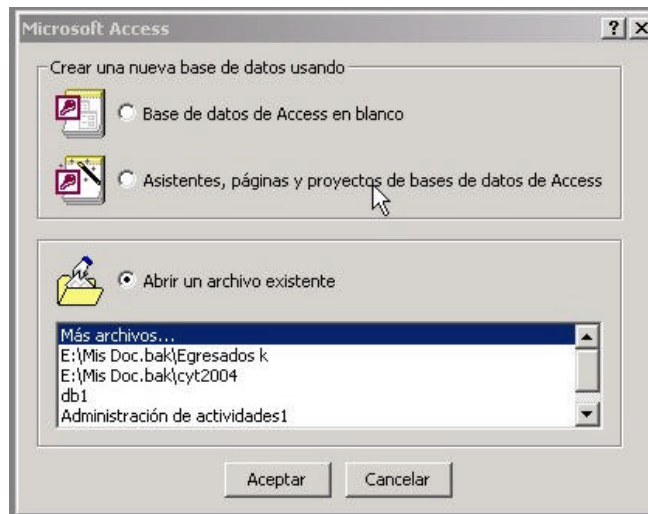 Microsoft Access
Crear una nueva base de datos usando
Base de datos de Access en blanco
Asistentes, páginas y proyectos de bases de datos de Access
Abrir un archivo existente
Más archivos...
E:\Mis Doc.bak\Egresados k
E:\Mis Doc.bak\cyt2004
db1
Administración de actividades1
Aceptar Cancelar